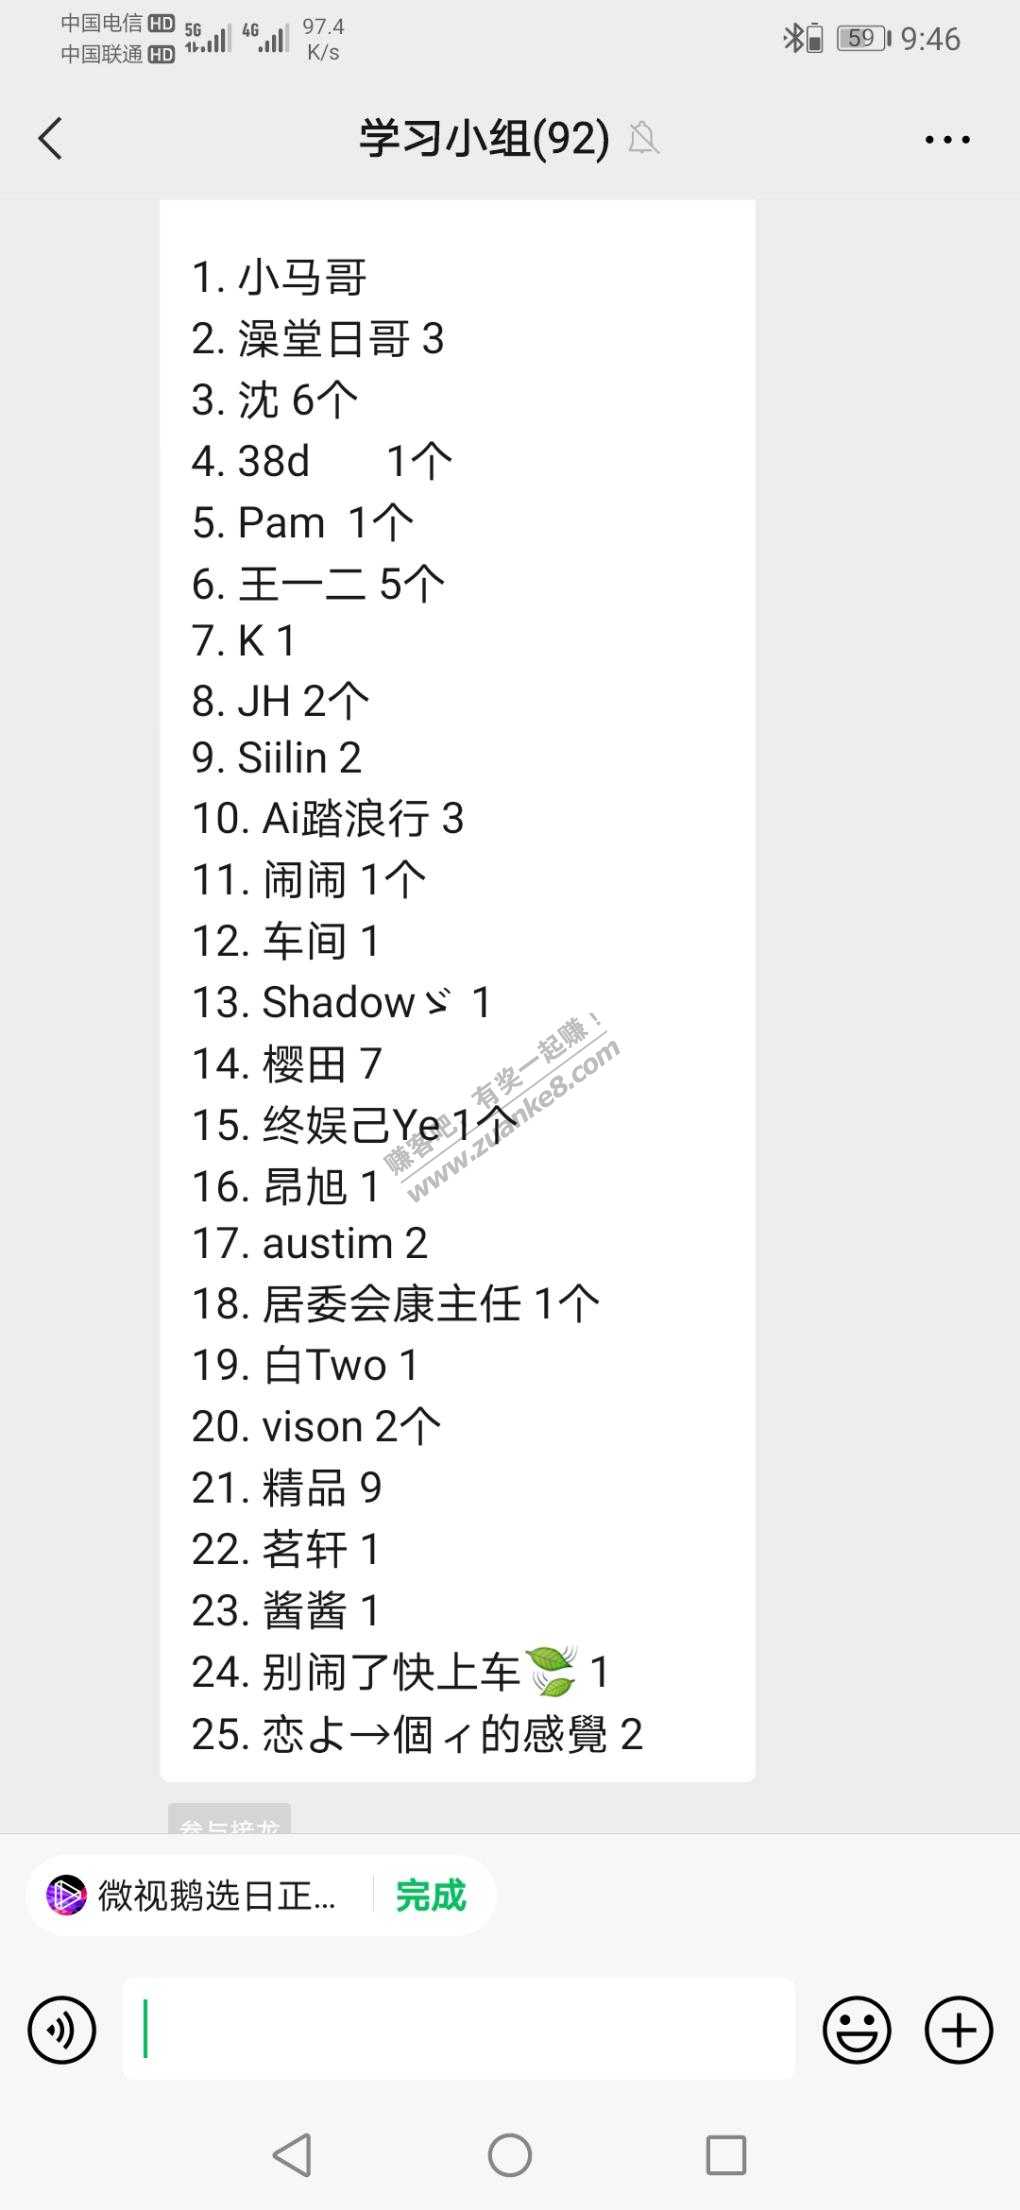 中国电信 HD 5G 4G 97.4 K/s 59 9:46
中国联通 HD
学习小组(92)
1. 小马哥
2. 澡堂日哥 3
3. 沈 6个
4. 38d 1个
5. Pam 1个
6. 王一二 5个
7. K 1
8. JH 2个
9. Siilin 2
10. Ai踏浪行 3
11. 闹闹 1个
12. 车间 1
13. Shadowゞ 1
14. 樱田 7
15. 终娱己Ye 1个
16. 昂旭 1
17. austim 2
18. 居委会康主任 1个
19. 白Two 1
20. vison 2个
21. 精品 9
22. 茗轩 1
23. 酱酱 1
24. 别闹了快上车🍃 1
25. 恋よ→個ィ的感覺 2
赚客吧，有奖一起赚！
www.zuanke8.com
参与接龙
微视鹅选日正... 完成